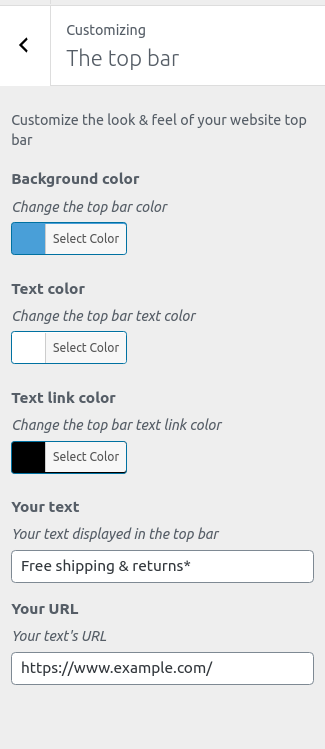 Customizing
The top bar
Customize the look & feel of your website top
bar
Background color
Change the top bar color
Select Color
Text color
Change the top bar text color
Select Color
Text link color
Change the top bar text link color
Select Color
Your text
Your text displayed in the top bar
Free shipping & returns*
Your URL
Your text's URL
https://www.example.com/